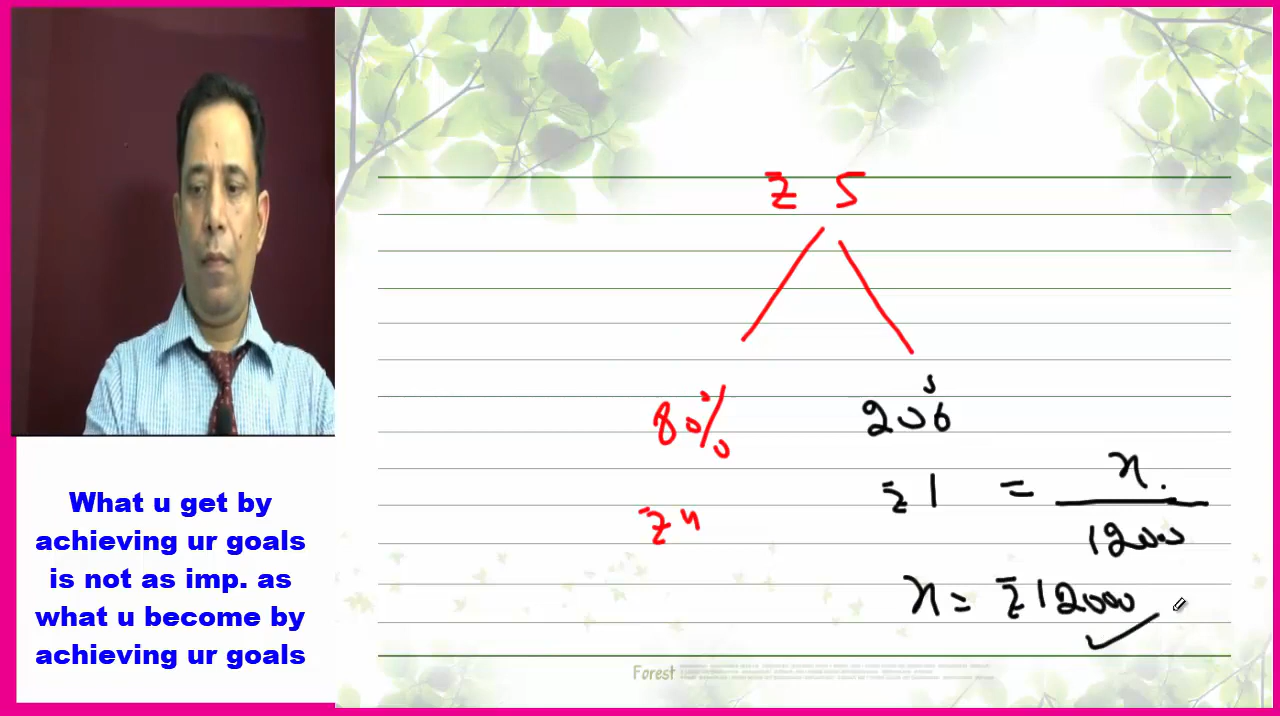 ₹ 5
80%
20%
₹ 4
₹ 1 = x
12000
x = ₹ 12000
What u get by
achieving ur goals
is not as imp. as
what u become by
achieving ur goals
Forest